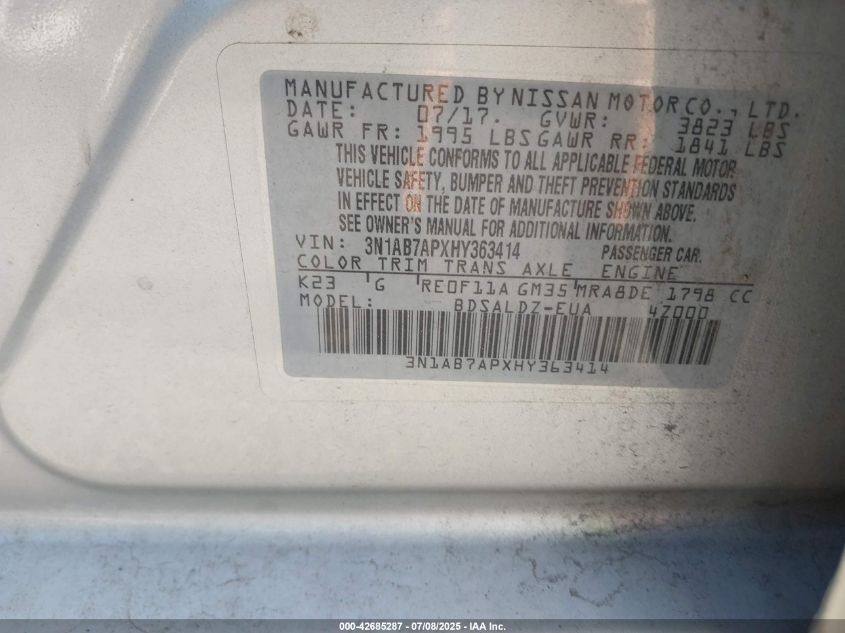 MANUFACTURED BY NISSAN MOTOR CO., LTD.
DATE: 07/17. GVWR: 3823 LBS
GAWR FR: 1995 LBS GAWR RR: 1841 LBS
THIS VEHICLE CONFORMS TO ALL APPLICABLE FEDERAL MOTOR
VEHICLE SAFETY, BUMPER AND THEFT PREVENTION STANDARDS
IN EFFECT ON THE DATE OF MANUFACTURE SHOWN ABOVE.
SEE OWNER'S MANUAL FOR ADDITIONAL INFORMATION.
VIN: 3N1AB7APXHY363414 PASSENGER CAR.
COLOR TRIM TRANS AXLE ENGINE
K23 G RE0F11A GM35 MRA8DE 1798 CC
MODEL: BDSALDZ-EUA 4Z000
3N1AB7APXHY363414
000-42685287 - 07/08/2025 - IAA Inc.